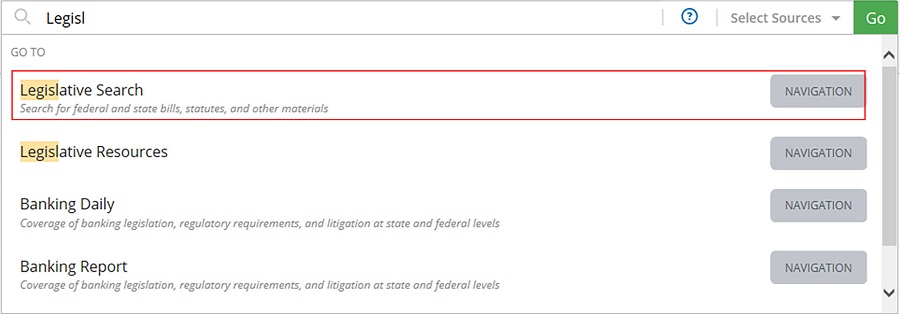 Legisl
?
Select Sources
Go
GO TO
Legislative Search
NAVIGATION
Search for federal and state bills, statutes, and other materials
Legislative Resources
NAVIGATION
Banking Daily
NAVIGATION
Coverage of banking legislation, regulatory requirements, and litigation at state and federal levels
Banking Report
NAVIGATION
Coverage of banking legislation, regulatory requirements, and litigation at state and federal levels